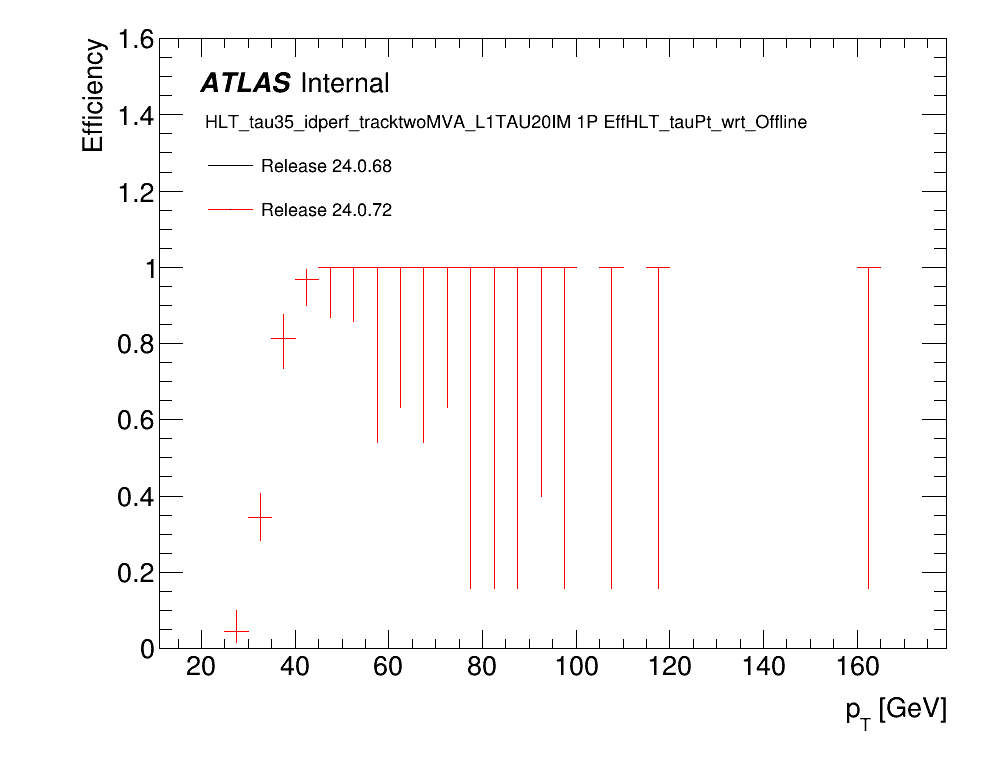 1.6
Efficiency
ATLAS Internal
1.4
HLT_tau35_idperf_tracktwoMVA_L1TAU20IM 1P EffHLT_tauPt_wrt_Offline
Release 24.0.68
1.2
Release 24.0.72
1
0.8
0.6
0.4
0.2
0
20 40 60 80 100 120 140 160
p_T [GeV]